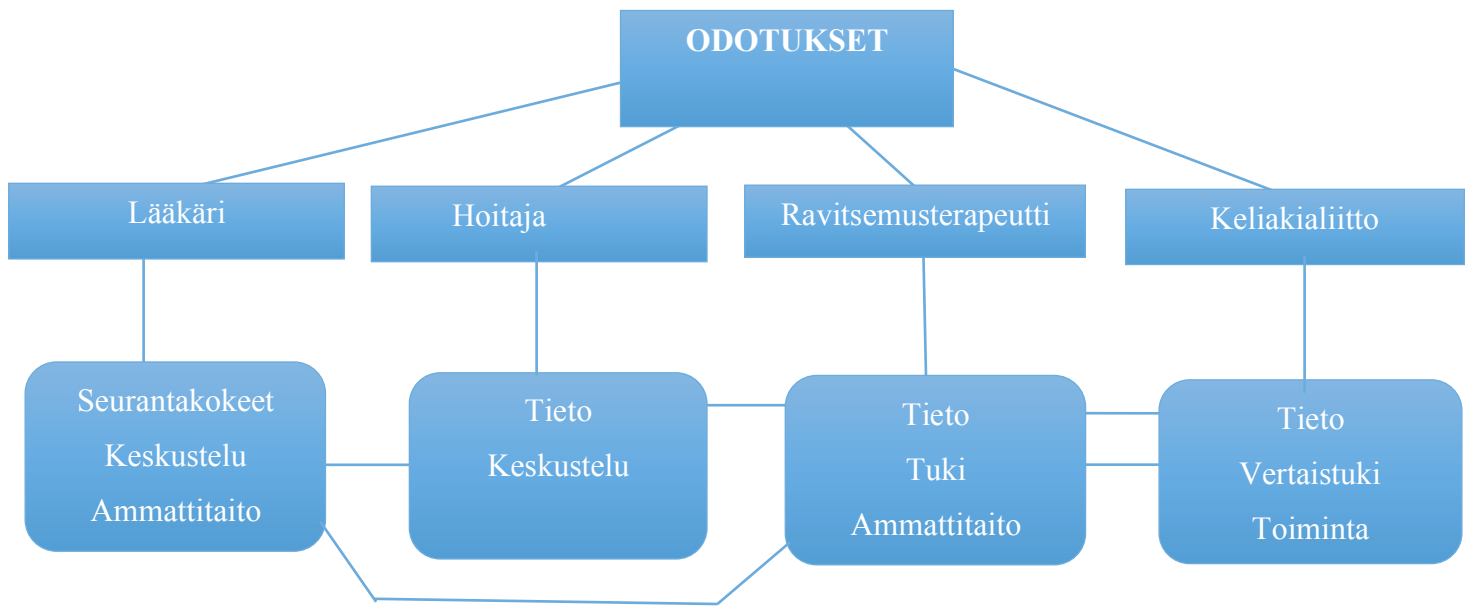 ODOTUKSET
Lääkäri
Hoitaja
Ravitsemusterapeutti
Keliakialiitto
Seurantakokeet
Keskustelu
Ammattitaito
Tieto
Keskustelu
Tieto
Tuki
Ammattitaito
Tieto
Vertaistuki
Toiminta